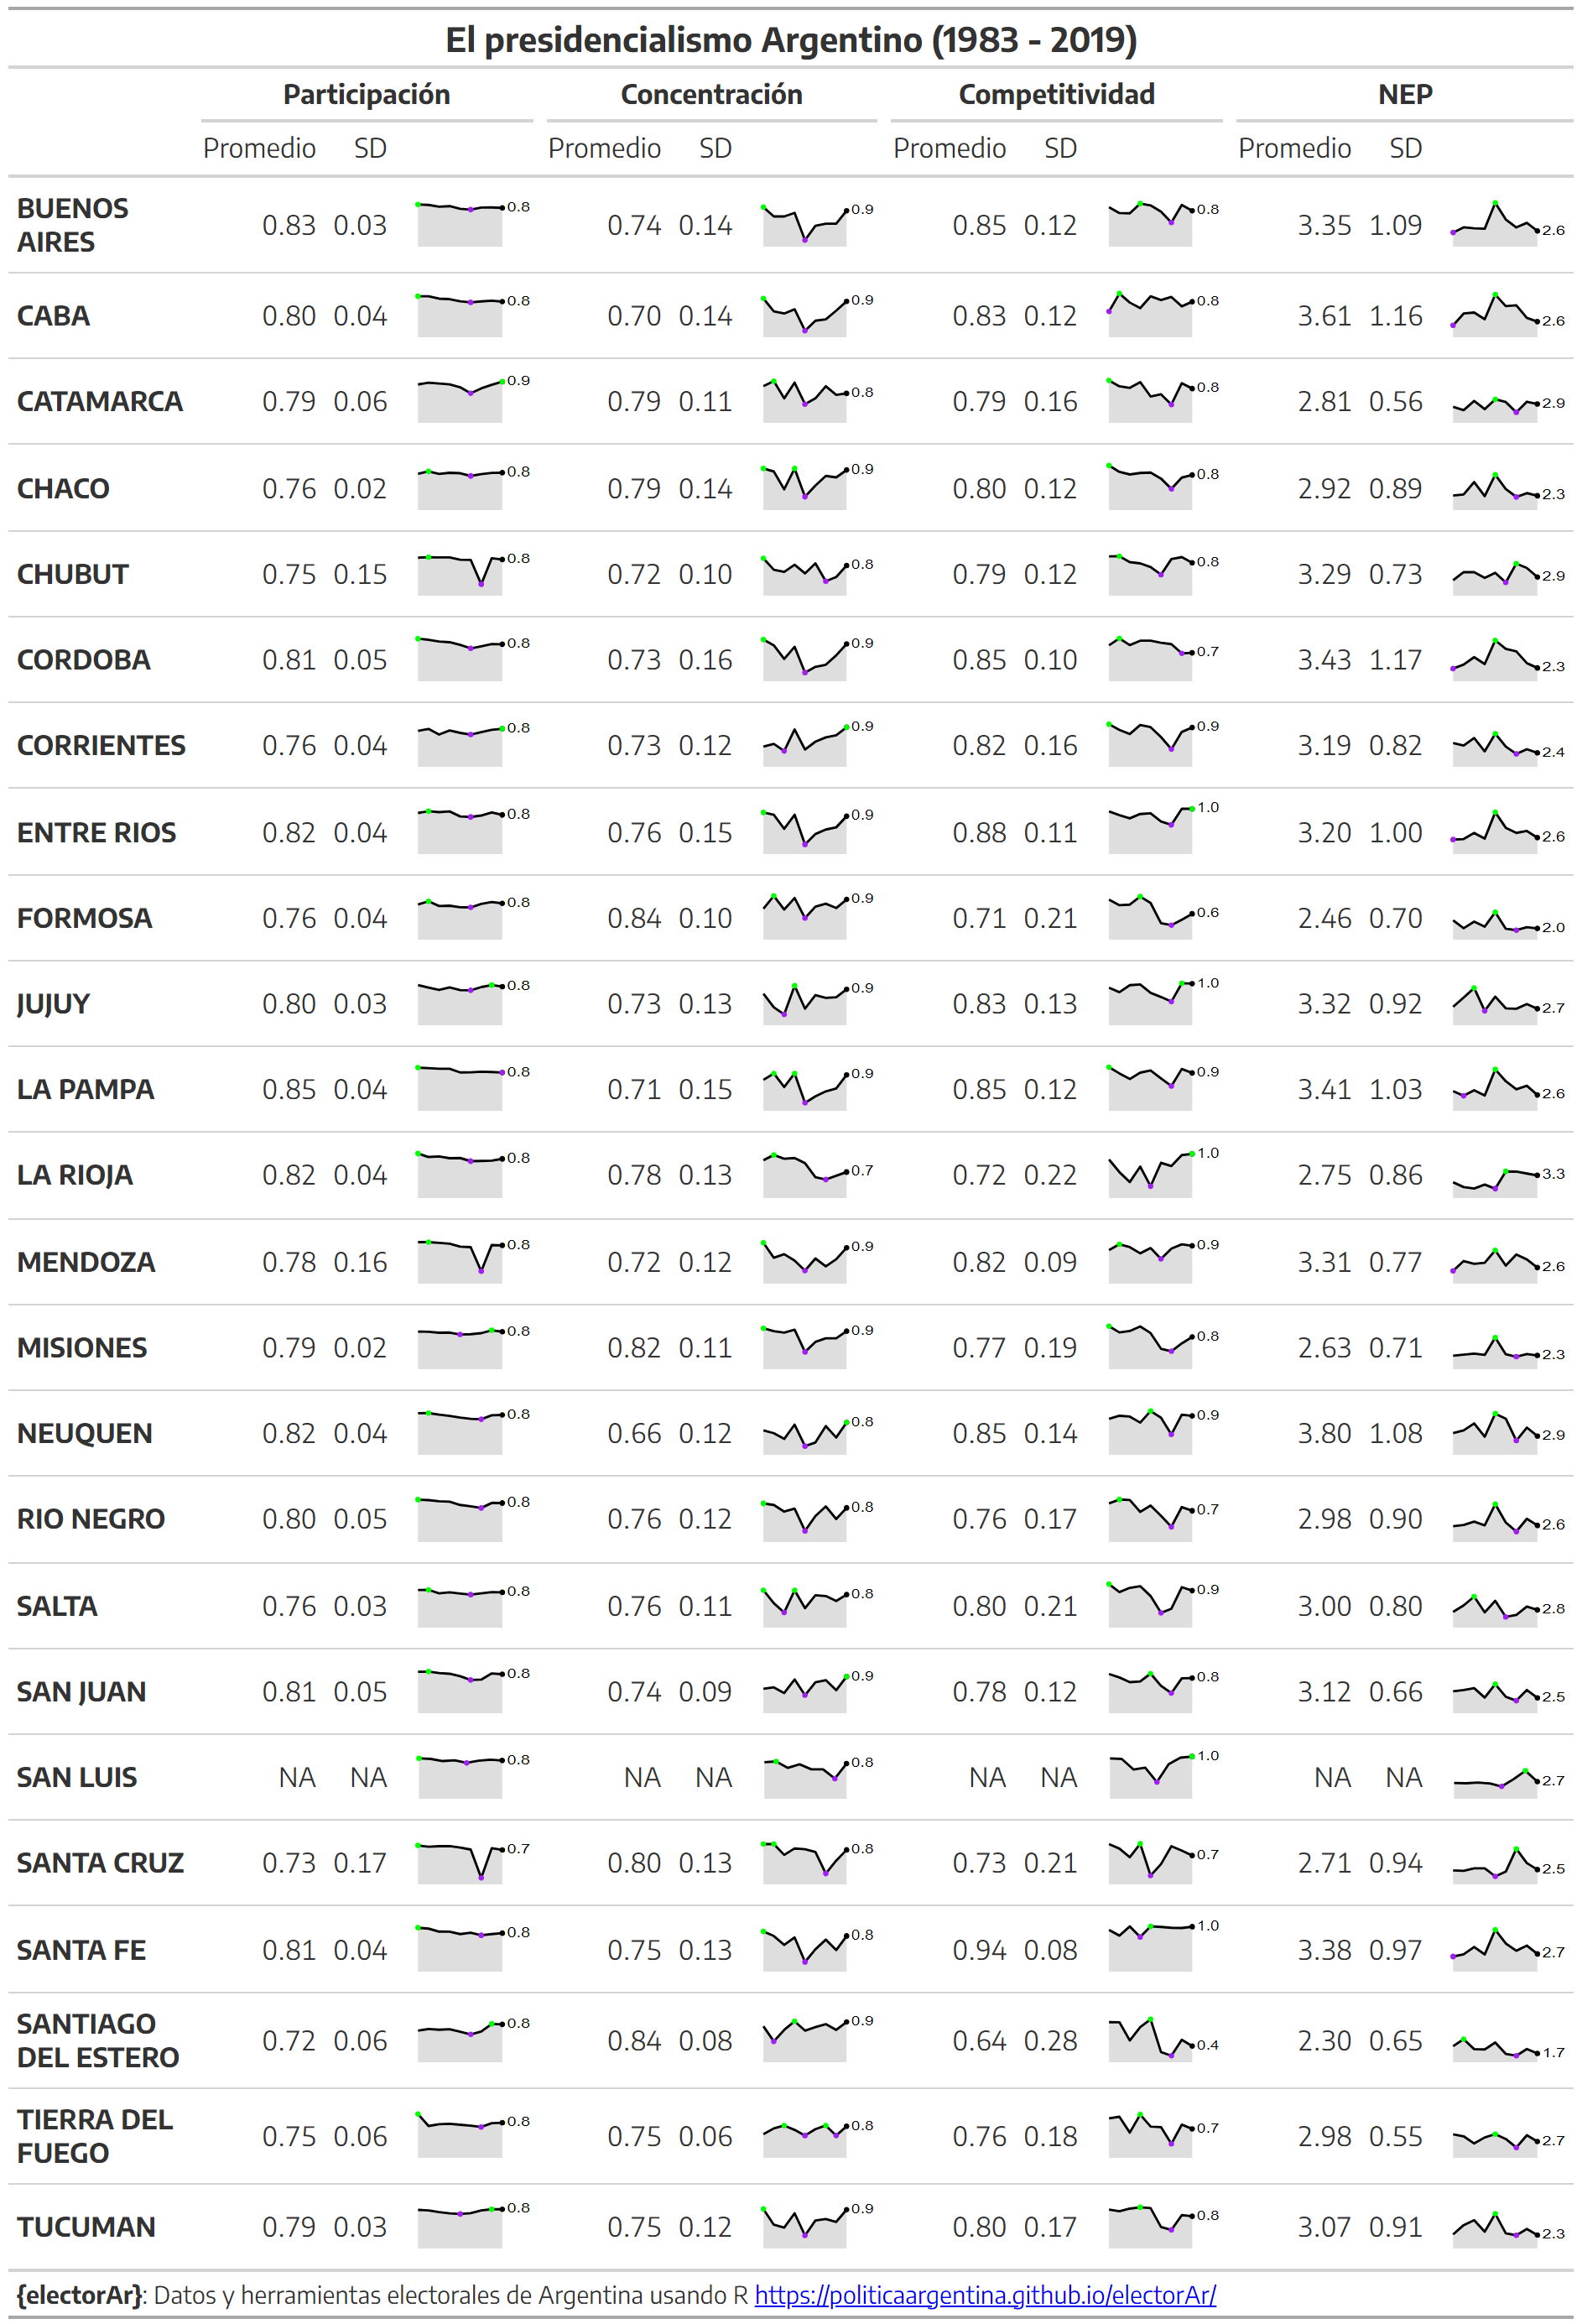 El presidencialismo Argentino (1983 - 2019)
Participación Concentración Competitividad NEP
Promedio SD Promedio SD Promedio SD Promedio SD
BUENOS AIRES 0.83 0.03 0.8 0.74 0.14 0.9 0.85 0.12 0.8 3.35 1.09 2.6
CABA 0.80 0.04 0.8 0.70 0.14 0.9 0.83 0.12 0.8 3.61 1.16 2.6
CATAMARCA 0.79 0.06 0.9 0.79 0.11 0.8 0.79 0.16 0.8 2.81 0.56 2.9
CHACO 0.76 0.02 0.8 0.79 0.14 0.9 0.80 0.12 0.8 2.92 0.89 2.3
CHUBUT 0.75 0.15 0.8 0.72 0.10 0.8 0.79 0.12 0.8 3.29 0.73 2.9
CORDOBA 0.81 0.05 0.8 0.73 0.16 0.9 0.85 0.10 0.7 3.43 1.17 2.3
CORRIENTES 0.76 0.04 0.8 0.73 0.12 0.9 0.82 0.16 0.9 3.19 0.82 2.4
ENTRE RIOS 0.82 0.04 0.8 0.76 0.15 0.9 0.88 0.11 1.0 3.20 1.00 2.6
FORMOSA 0.76 0.04 0.8 0.84 0.10 0.9 0.71 0.21 0.6 2.46 0.70 2.0
JUJUY 0.80 0.03 0.8 0.73 0.13 0.9 0.83 0.13 1.0 3.32 0.92 2.7
LA PAMPA 0.85 0.04 0.8 0.71 0.15 0.9 0.85 0.12 0.9 3.41 1.03 2.6
LA RIOJA 0.82 0.04 0.8 0.78 0.13 0.7 0.72 0.22 1.0 2.75 0.86 3.3
MENDOZA 0.78 0.16 0.8 0.72 0.12 0.9 0.82 0.09 0.9 3.31 0.77 2.6
MISIONES 0.79 0.02 0.8 0.82 0.11 0.9 0.77 0.19 0.8 2.63 0.71 2.3
NEUQUEN 0.82 0.04 0.8 0.66 0.12 0.8 0.85 0.14 0.9 3.80 1.08 2.9
RIO NEGRO 0.80 0.05 0.8 0.76 0.12 0.8 0.76 0.17 0.7 2.98 0.90 2.6
SALTA 0.76 0.03 0.8 0.76 0.11 0.8 0.80 0.21 0.9 3.00 0.80 2.8
SAN JUAN 0.81 0.05 0.8 0.74 0.09 0.9 0.78 0.12 0.8 3.12 0.66 2.5
SAN LUIS NA NA 0.8 NA NA 0.8 NA NA 1.0 NA NA 2.7
SANTA CRUZ 0.73 0.17 0.7 0.80 0.13 0.8 0.73 0.21 0.7 2.71 0.94 2.5
SANTA FE 0.81 0.04 0.8 0.75 0.13 0.8 0.94 0.08 1.0 3.38 0.97 2.7
SANTIAGO DEL ESTERO 0.72 0.06 0.8 0.84 0.08 0.9 0.64 0.28 0.4 2.30 0.65 1.7
TIERRA DEL FUEGO 0.75 0.06 0.8 0.75 0.06 0.8 0.76 0.18 0.7 2.98 0.55 2.7
TUCUMAN 0.79 0.03 0.8 0.75 0.12 0.9 0.80 0.17 0.8 3.07 0.91 2.3
{electorAr}: Datos y herramientas electorales de Argentina usando R https://politicaargentina.github.io/electorAr/